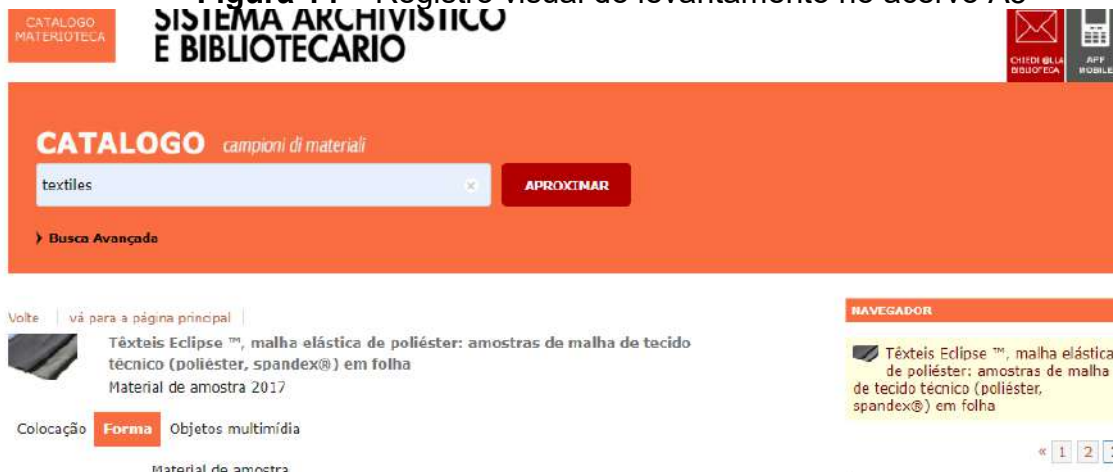 Figura 14 – Registro visual do levantamento no acervo As
CATALOGO
MATERIOTECA
SISTEMA ARCHIVISTICO
E BIBLIOTECARIO
CHIEDI @LLA
BIBLIOTECA
APP
MOBILE
CATALOGO campioni di materiali
textiles
APROXIMAR
Busca Avançada
Volte vá para a página principal
Têxteis Eclipse ™, malha elástica de poliéster: amostras de malha de tecido
técnico (poliéster, spandex®) em folha
Material de amostra 2017
Colocação Forma Objetos multimídia
Material de amostra
NAVEGADOR
Têxteis Eclipse ™, malha elástica
de poliéster: amostras de malha
de tecido técnico (poliéster,
spandex®) em folha
« 1 2